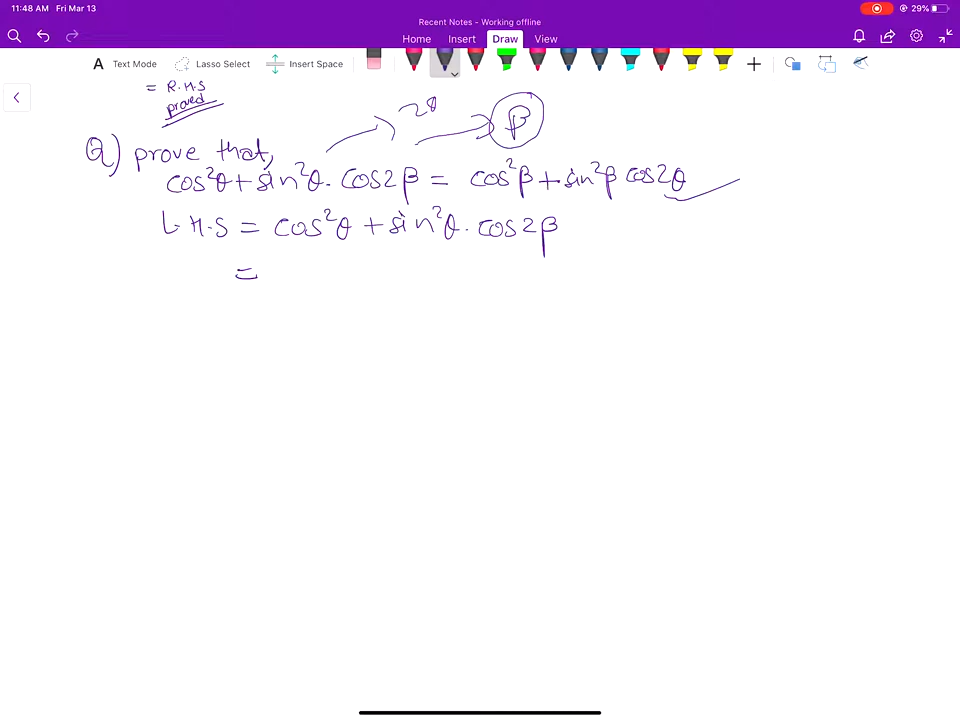 11:48 AM Fri Mar 13
29%
Recent Notes - Working offline
Home Insert Draw View
A Text Mode Lasso Select Insert Space
= R.H.S
proved
2θ
β
Q) prove that,
cos²θ + sin²θ . cos2β = cos²β + sin²β cos2θ
L.H.S = cos²θ + sin²θ . cos2β
=